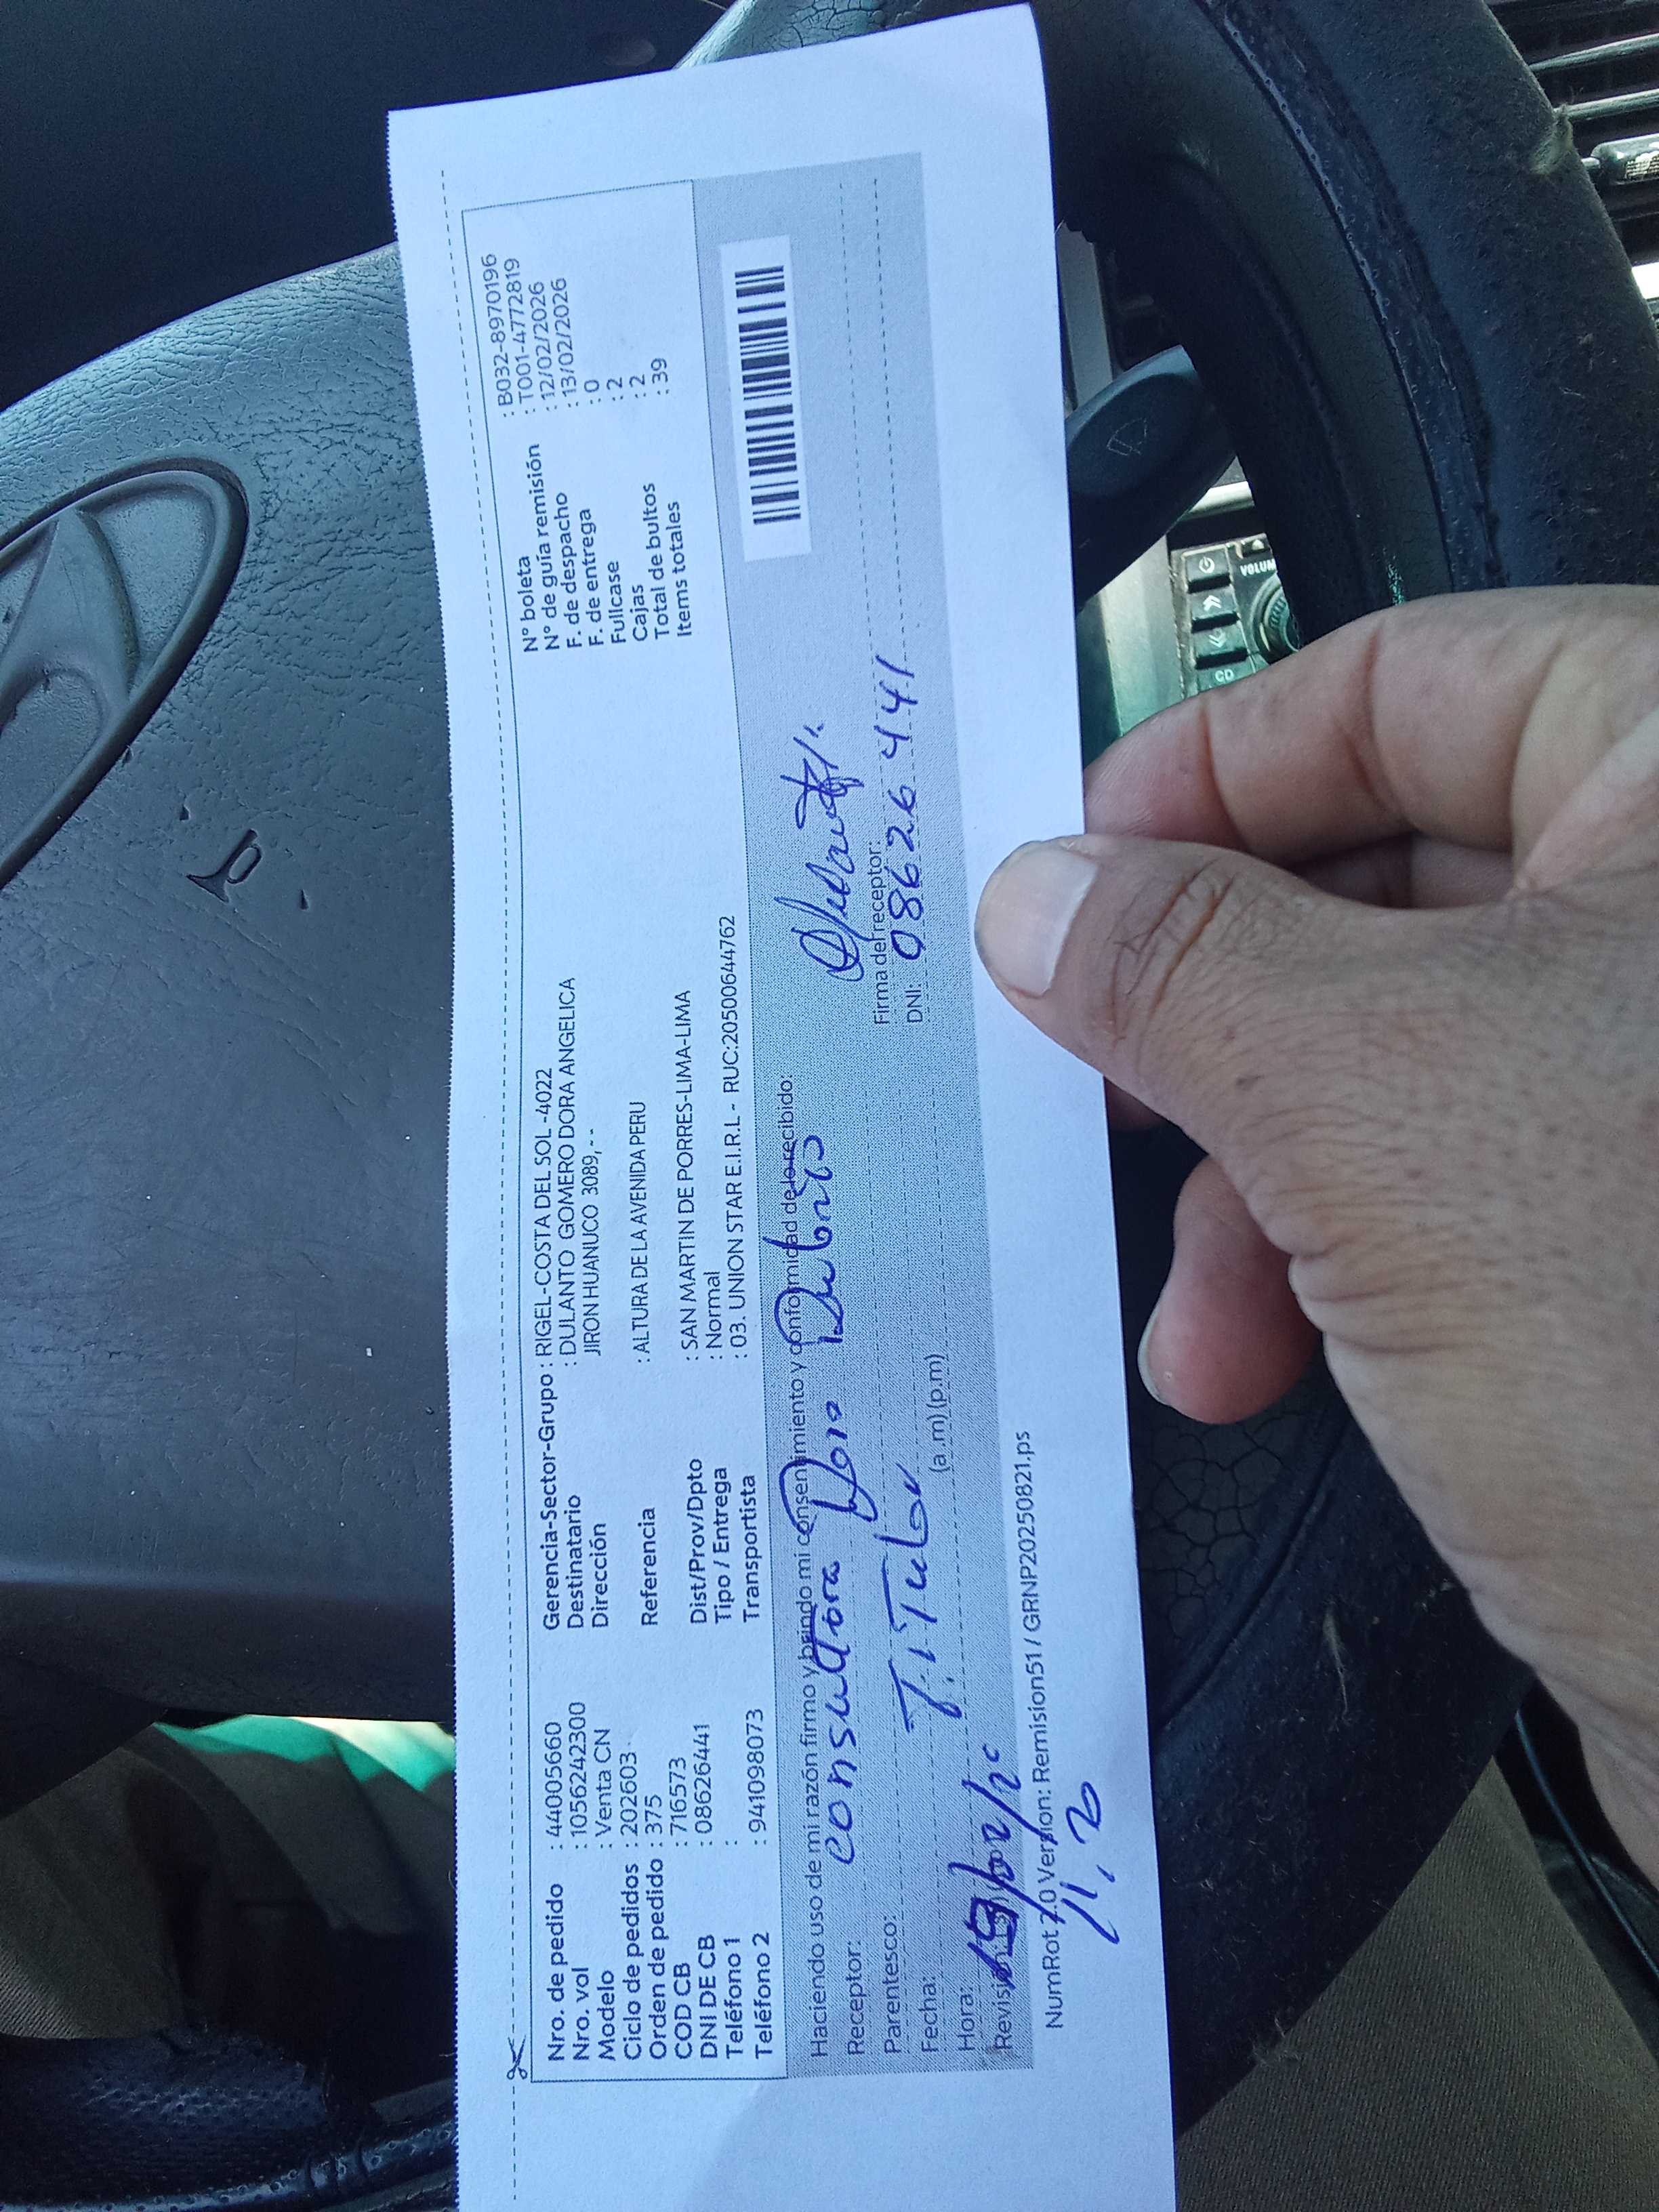 Nro. de pedido : 44005660
Nro. vol : 1056242300
Modelo : Venta CN
Ciclo de pedidos : 202603
Orden de pedido : 375
COD CB : 716573
DNI DE CB : 08626441
Teléfono 1 :
Teléfono 2 : 941098073
Gerencia-Sector-Grupo : RIGEL-COSTA DEL SOL-4022
Destinatario : DULANTO GOMERO DORA ANGELICA
Dirección JIRON HUANUCO 3089, - -
Referencia : ALTURA DE LA AVENIDA PERU
Dist/Prov/Dpto : SAN MARTIN DE PORRES-LIMA-LIMA
Tipo / Entrega : Normal
Transportista : 03. UNION STAR E.I.R.L - RUC:20500644762
N° boleta : B032-8970196
N° de guía remisión : T001-4772819
F. de despacho : 12/02/2026
F. de entrega : 13/02/2026
Fullcase : 0
Cajas : 2
Total de bultos : 2
Items totales : 39
Haciendo uso de mi razón firmo y brindo mi consentimiento y conformidad de lo recibido:
Receptor: consultora Dora Dulanto
Parentesco: TiTular
Fecha:
Hora: (a.m) (p.m)
Firma del receptor:
DNI: 08626441
NumRot 2.0 Version: Remision51 / GRNP20250821.ps
CD
VOLUM